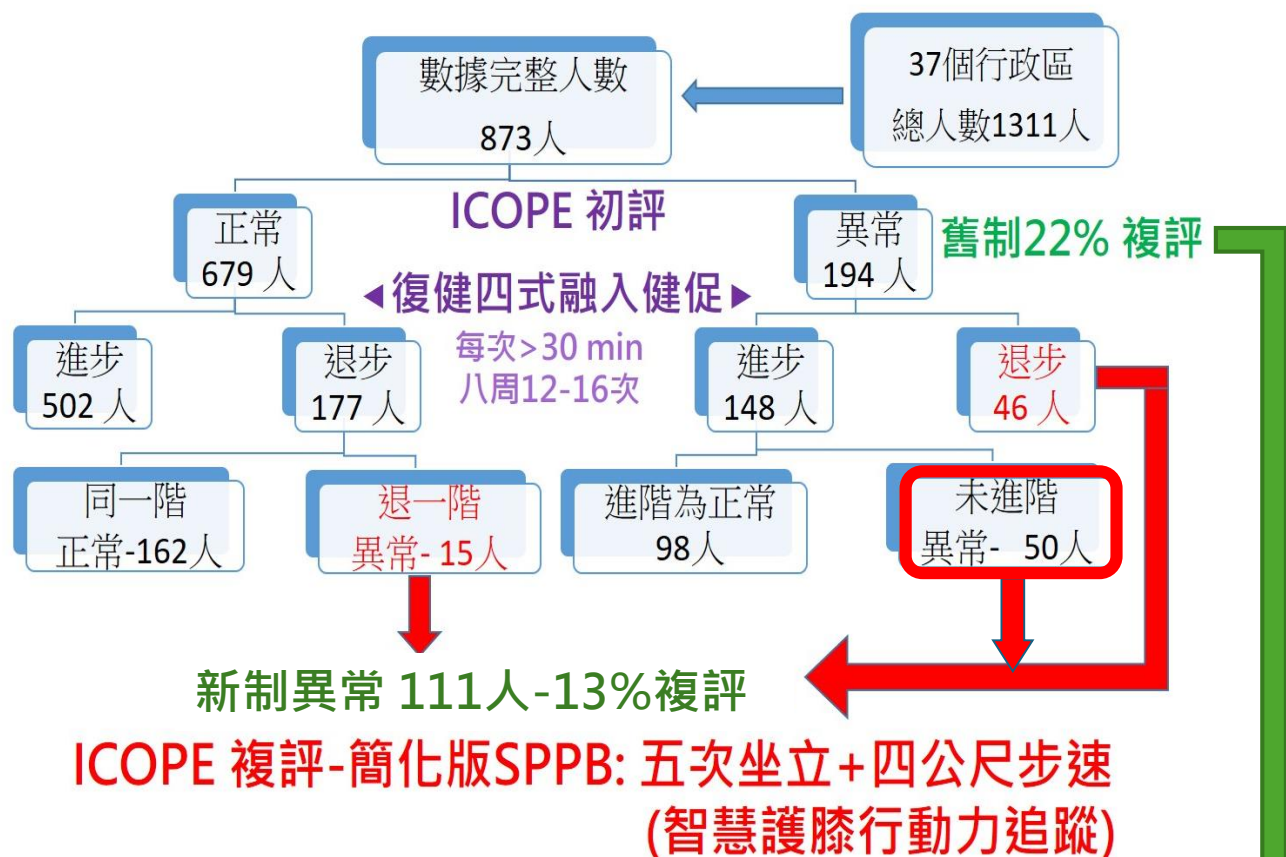 數據完整人數
873人
37個行政區
總人數1311人
ICOPE 初評
正常
679 人
異常
194 人
舊制22% 複評
◀復健四式融入健促▶
每次>30 min
八周12-16次
進步
502 人
退步
177 人
進步
148 人
退步
46 人
同一階
正常-162人
退一階
異常- 15人
進階為正常
98人
未進階
異常- 50人
新制異常 111人-13%複評
ICOPE 複評-簡化版SPPB: 五次坐立+四公尺步速
(智慧護膝行動力追蹤)